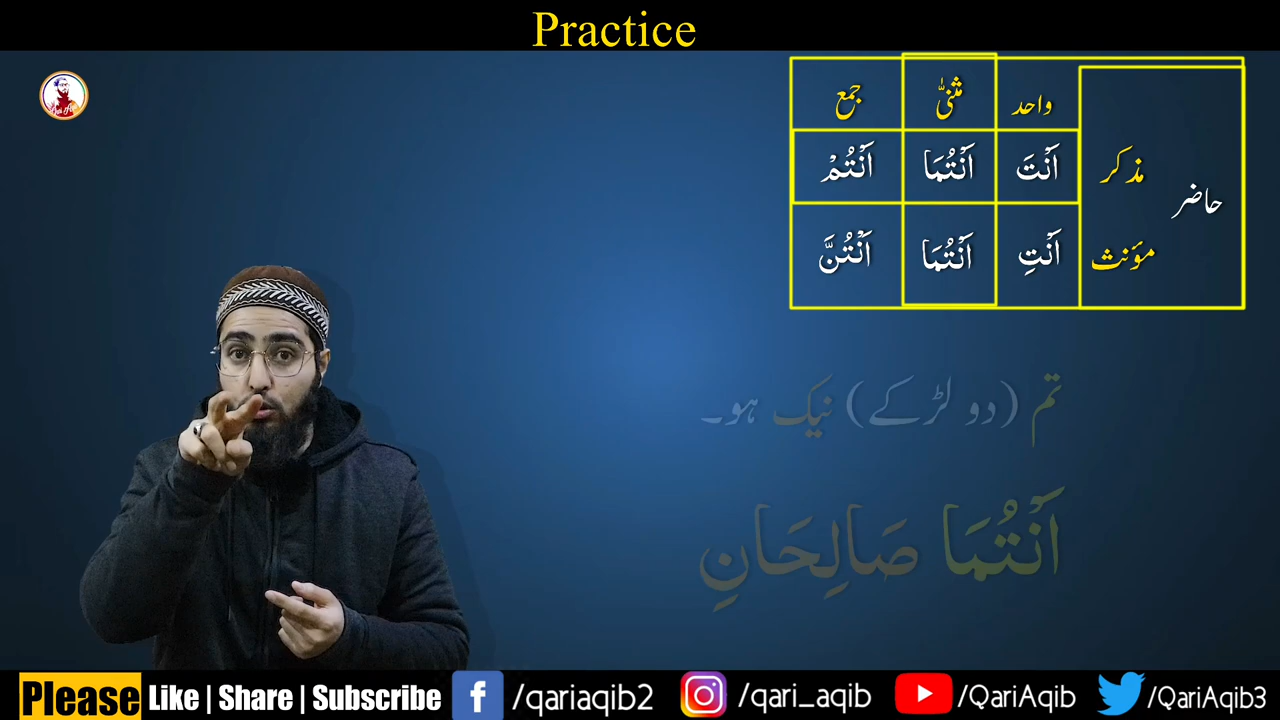 Practice
واحد مثنیّٰ جمع
حاضر
مذکر اَنْتَ اَنْتُمَا اَنْتُمْ
مؤنث اَنْتِ اَنْتُمَا اَنْتُنَّ
تم (دو لڑکے) نیک ہو۔
اَنْتُمَا صَالِحَانِ
Please Like | Share | Subscribe /qariaqib2 /qari_aqib /QariAqib /QariAqib3